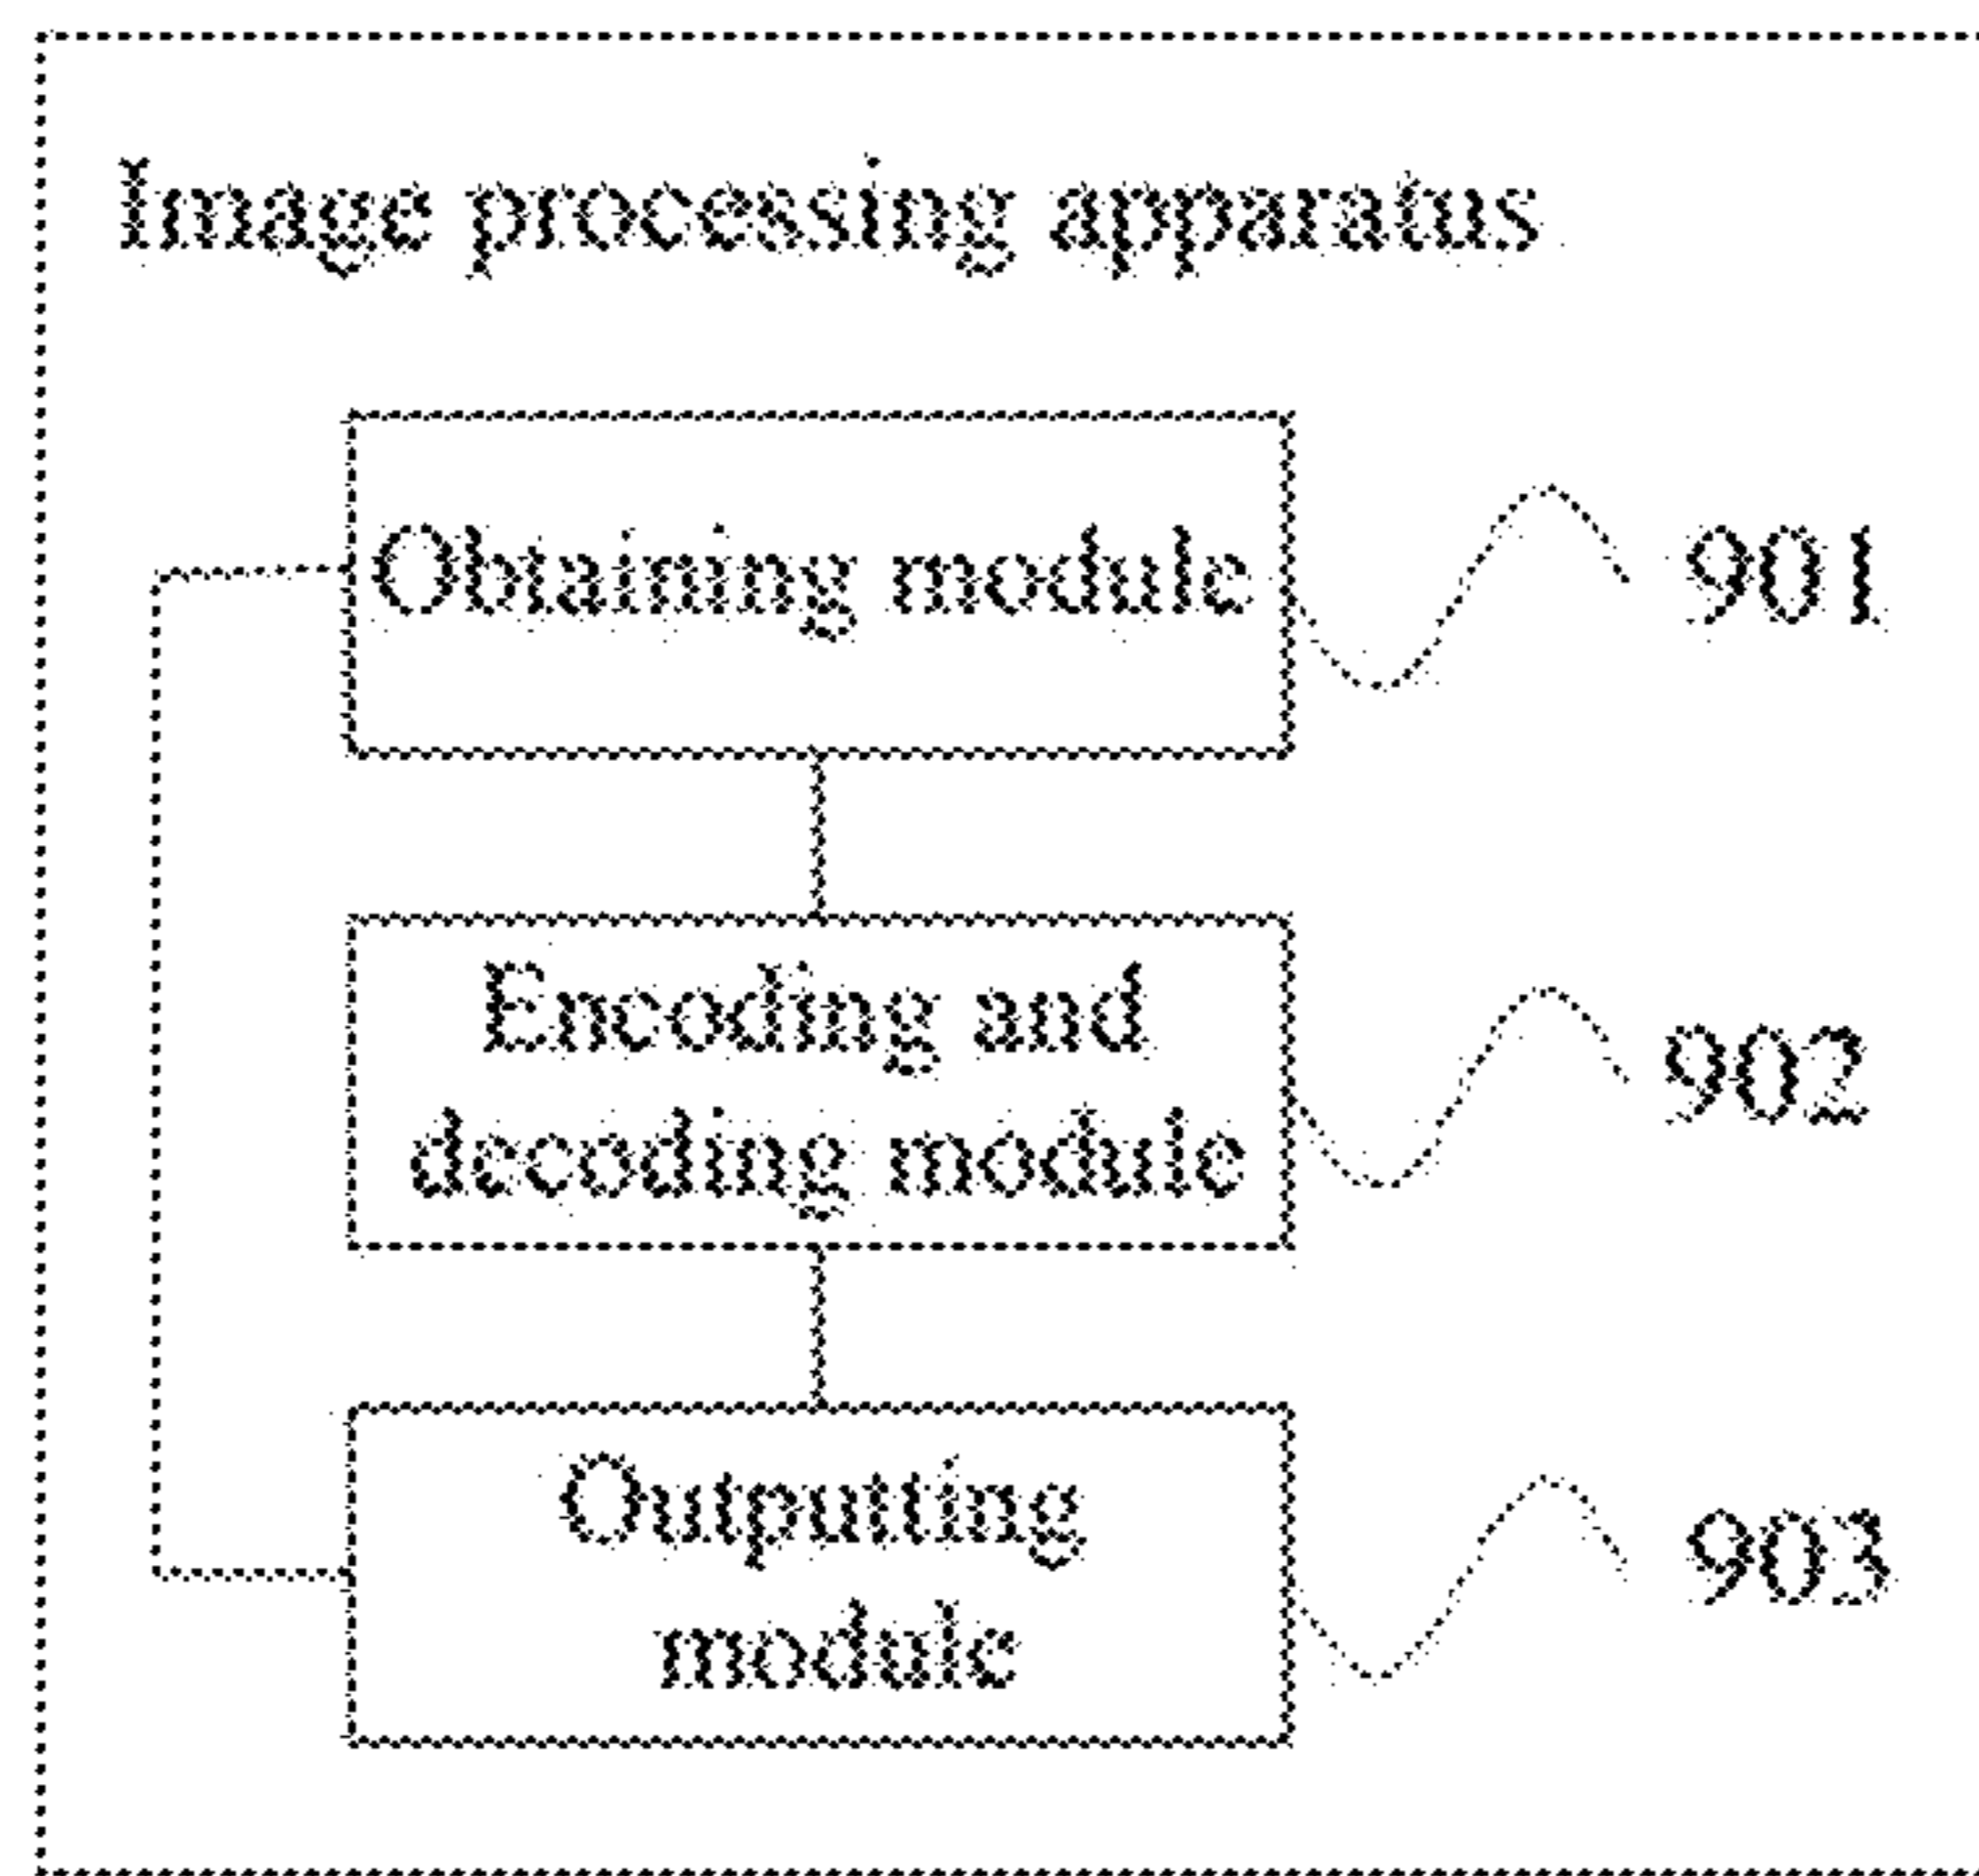 Image processing apparatus
Obtaining module
901
Encoding and
decoding module
902
Outputting
module
903